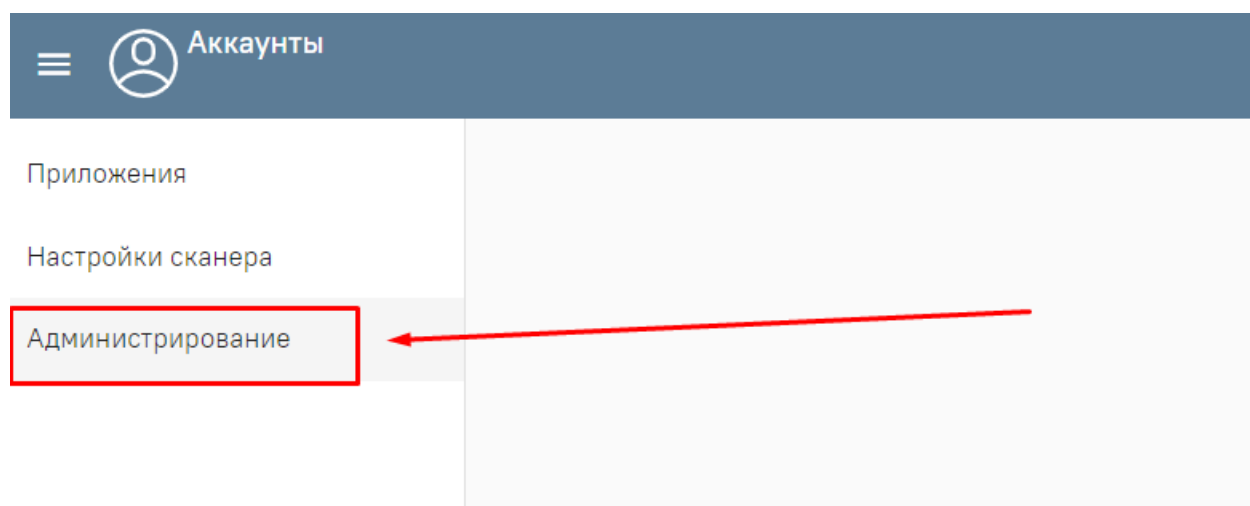 Аккаунты
Приложения
Настройки сканера
Администрирование